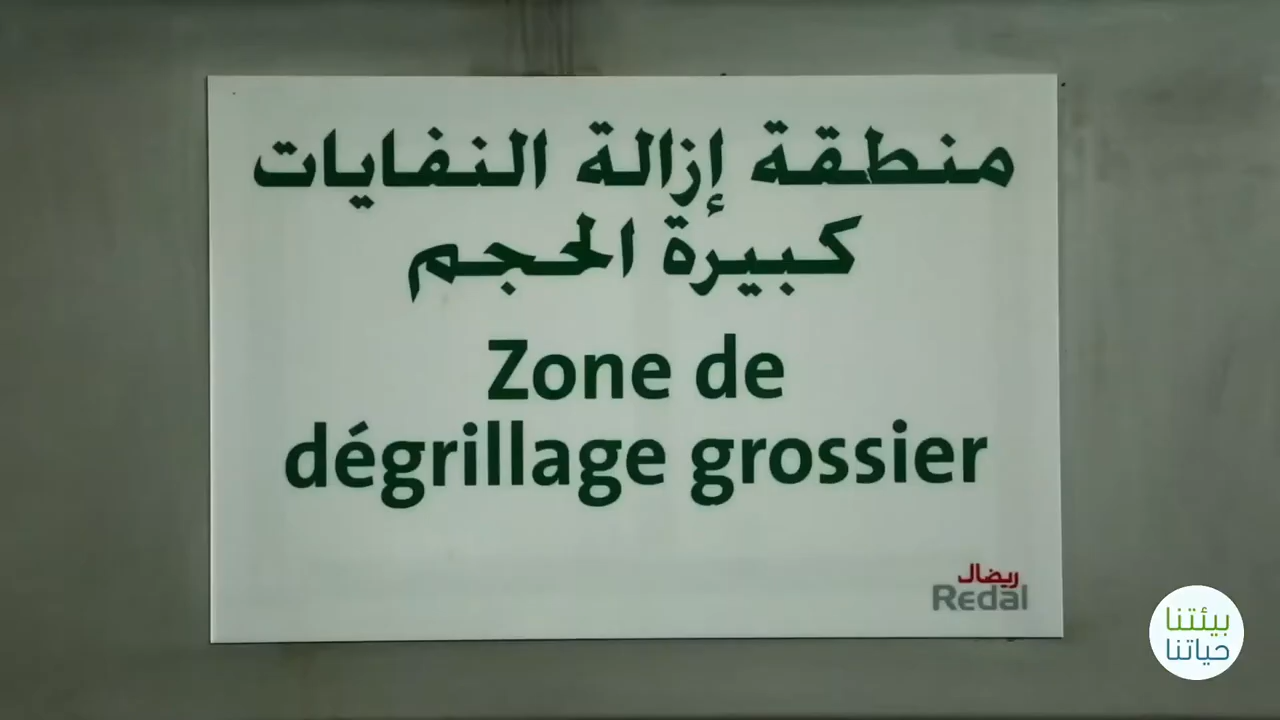 منطقة إزالة النفايات
كبيرة الحجم
Zone de
dégrillage grossier
ريضال
Redal
بيئتنا
حياتنا